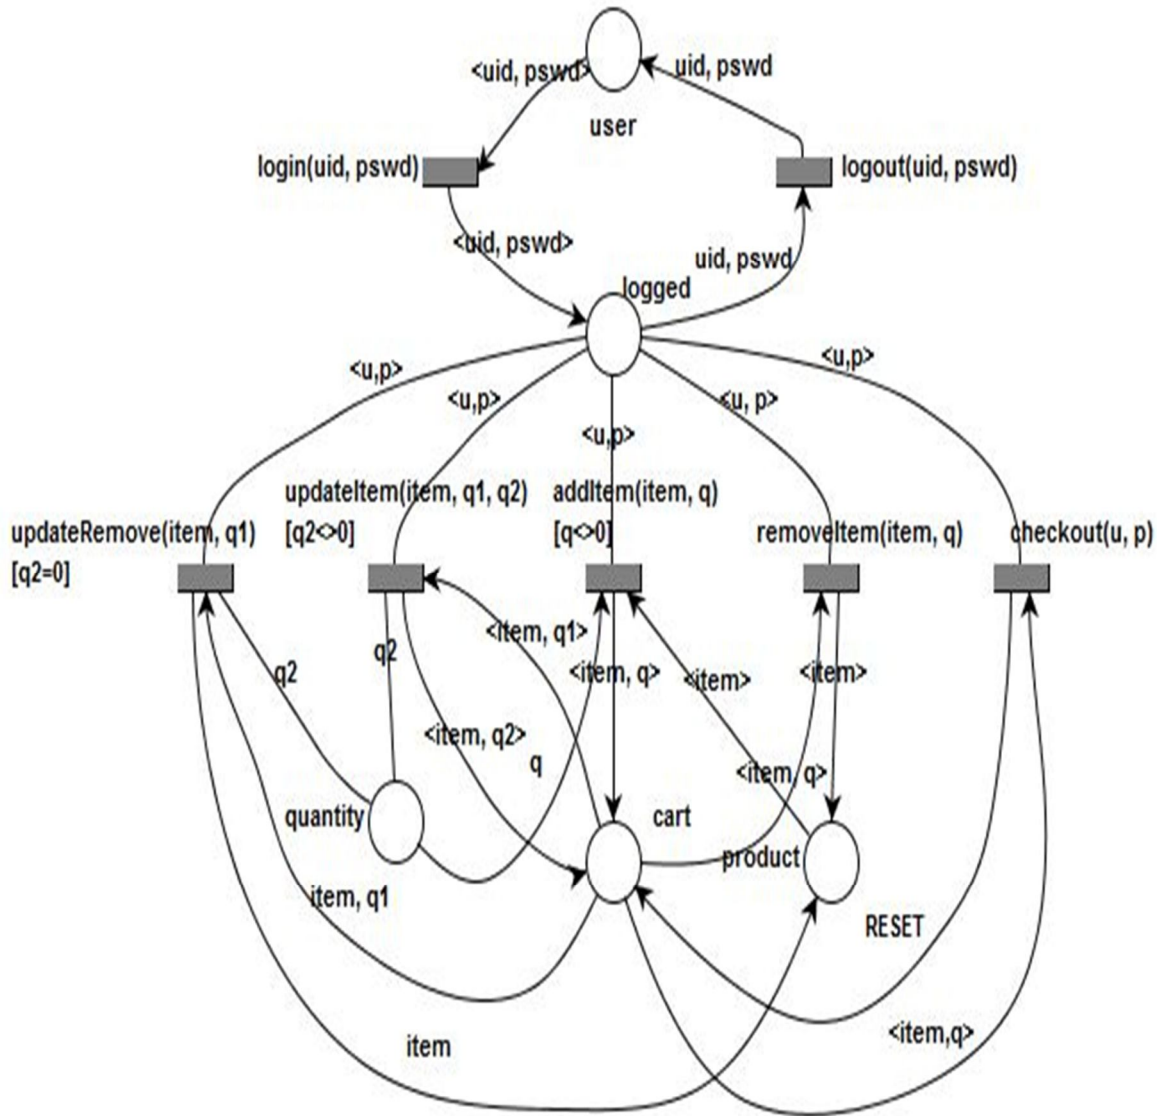 <uid, pswd>
uid, pswd
user
login(uid, pswd)
logout(uid, pswd)
<uid, pswd>
uid, pswd
logged
<u,p>
<u,p>
<u,p>
<u, p>
<u,p>
updateItem(item, q1, q2)
[q2<>0]
addItem(item, q)
[q<>0]
updateRemove(item, q1)
[q2=0]
removeItem(item, q)
checkout(u, p)
<item, q1>
q2
q2
<item, q>
<item>
<item>
<item, q2>
q
<item, q>
quantity
cart
product
item, q1
RESET
<item,q>
item